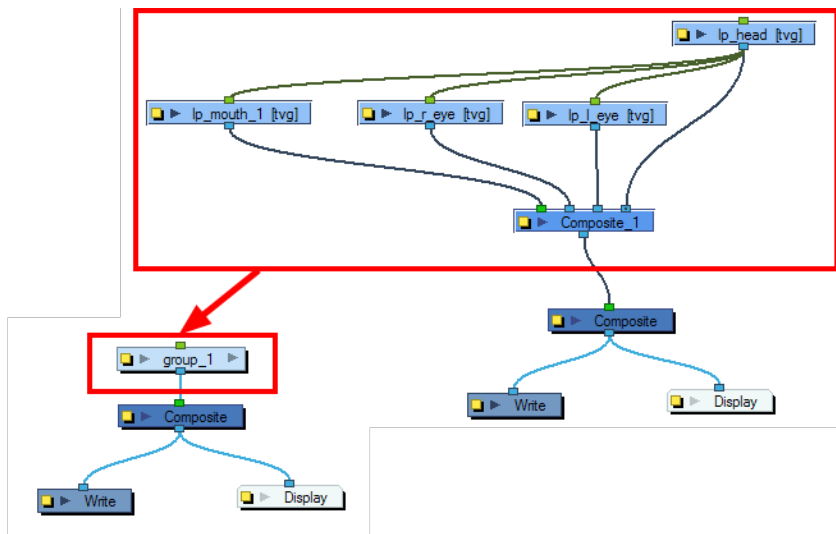 lp_head [tvg]
lp_mouth_1 [tvg]
lp_r_eye [tvg]
lp_l_eye [tvg]
Composite_1
Composite
Write
Display
group_1
Composite
Write
Display